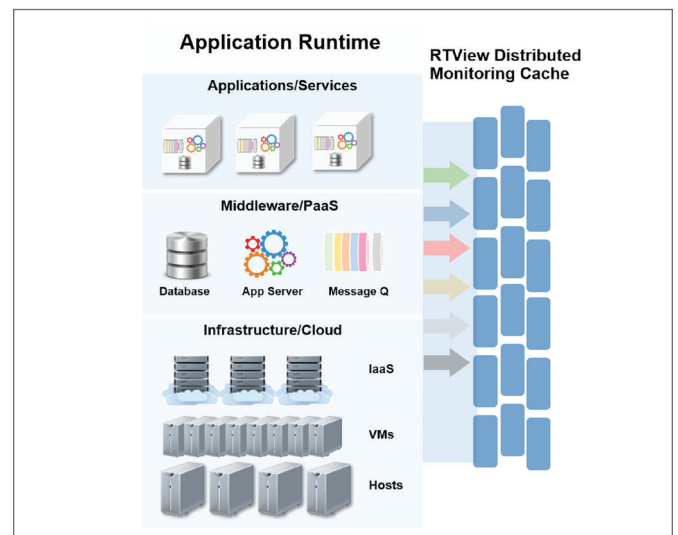 Application Runtime
RTView Distributed
Monitoring Cache
Applications/Services
Middleware/PaaS
Database
App Server
Message Q
Infrastructure/Cloud
IaaS
VMs
Hosts